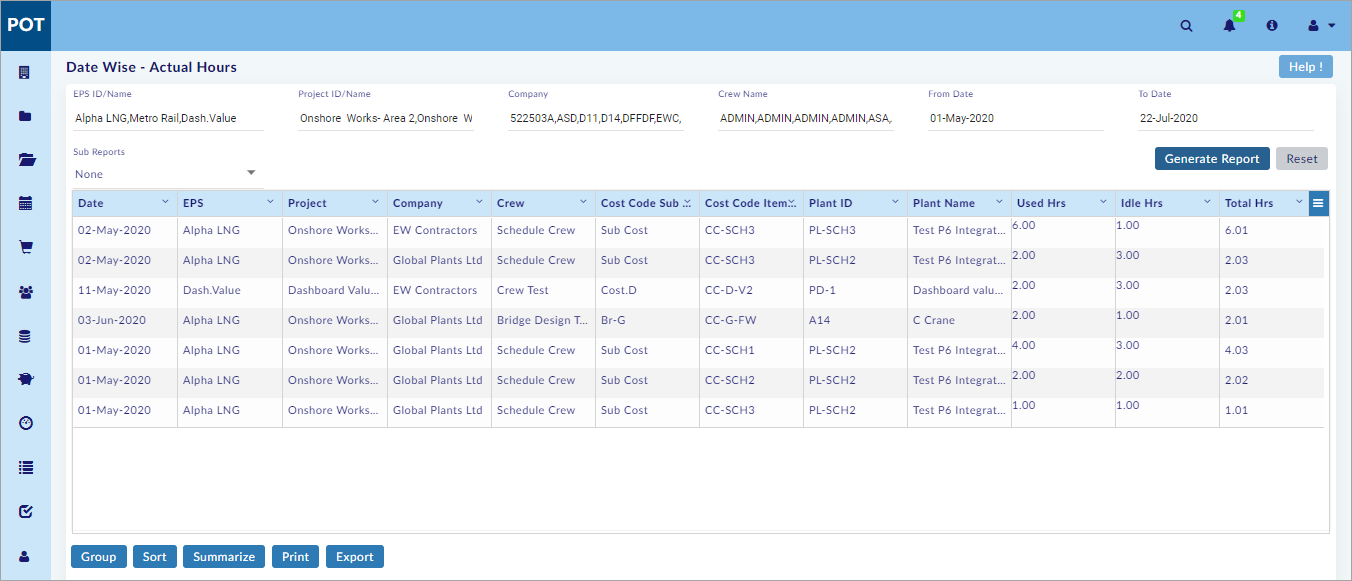 POT
4
Date Wise - Actual Hours
Help !
EPS ID/Name Project ID/Name Company Crew Name From Date To Date
Alpha LNG,Metro Rail,Dash.Value Onshore Works- Area 2,Onshore W 522503A,ASD,D11,D14,DFFDF,EWC, ADMIN,ADMIN,ADMIN,ADMIN,ASA, 01-May-2020 22-Jul-2020
Sub Reports
None
Generate Report Reset
Date EPS Project Company Crew Cost Code Sub ... Cost Code Item... Plant ID Plant Name Used Hrs Idle Hrs Total Hrs
02-May-2020 Alpha LNG Onshore Works... EW Contractors Schedule Crew Sub Cost CC-SCH3 PL-SCH3 Test P6 Integrat... 6.00 1.00 6.01
02-May-2020 Alpha LNG Onshore Works... Global Plants Ltd Schedule Crew Sub Cost CC-SCH3 PL-SCH2 Test P6 Integrat... 2.00 3.00 2.03
11-May-2020 Dash.Value Dashboard Valu... EW Contractors Crew Test Cost.D CC-D-V2 PD-1 Dashboard valu... 2.00 3.00 2.03
03-Jun-2020 Alpha LNG Onshore Works... Global Plants Ltd Bridge Design T... Br-G CC-G-FW A14 C Crane 2.00 1.00 2.01
01-May-2020 Alpha LNG Onshore Works... Global Plants Ltd Schedule Crew Sub Cost CC-SCH1 PL-SCH2 Test P6 Integrat... 4.00 3.00 4.03
01-May-2020 Alpha LNG Onshore Works... Global Plants Ltd Schedule Crew Sub Cost CC-SCH2 PL-SCH2 Test P6 Integrat... 2.00 2.00 2.02
01-May-2020 Alpha LNG Onshore Works... Global Plants Ltd Schedule Crew Sub Cost CC-SCH3 PL-SCH2 Test P6 Integrat... 1.00 1.00 1.01
Group Sort Summarize Print Export